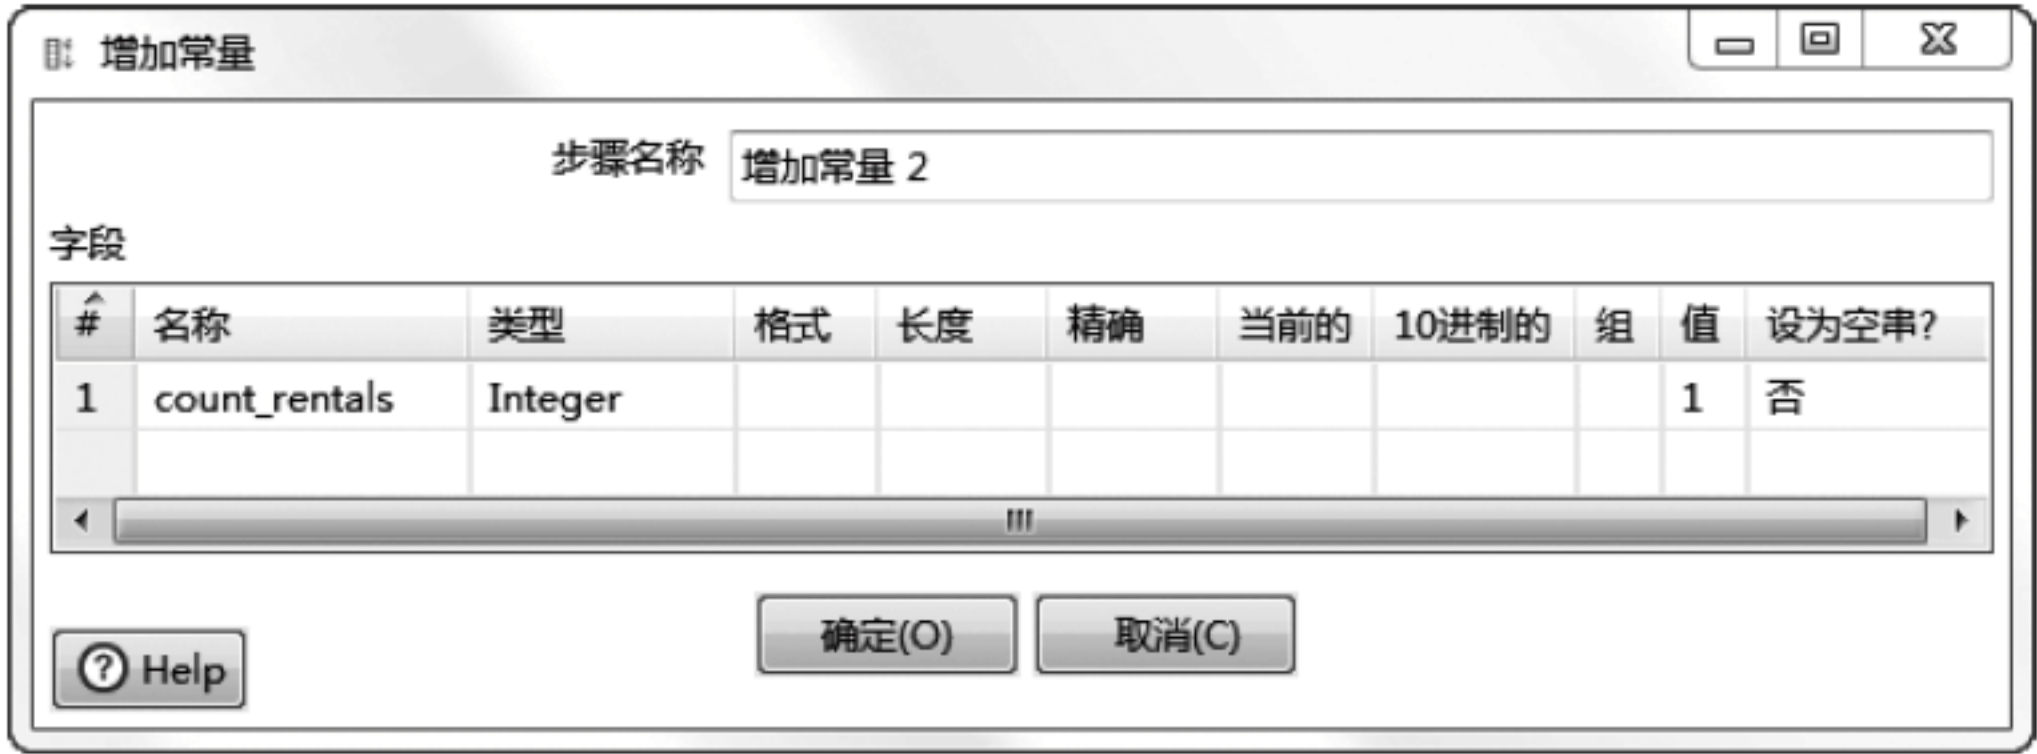 增加常量
步骤名称 增加常量 2
字段
# 名称 类型 格式 长度 精确 当前的 10进制的 组 值 设为空串?
1 count_rentals Integer 1 否
确定(O) 取消(C)
Help